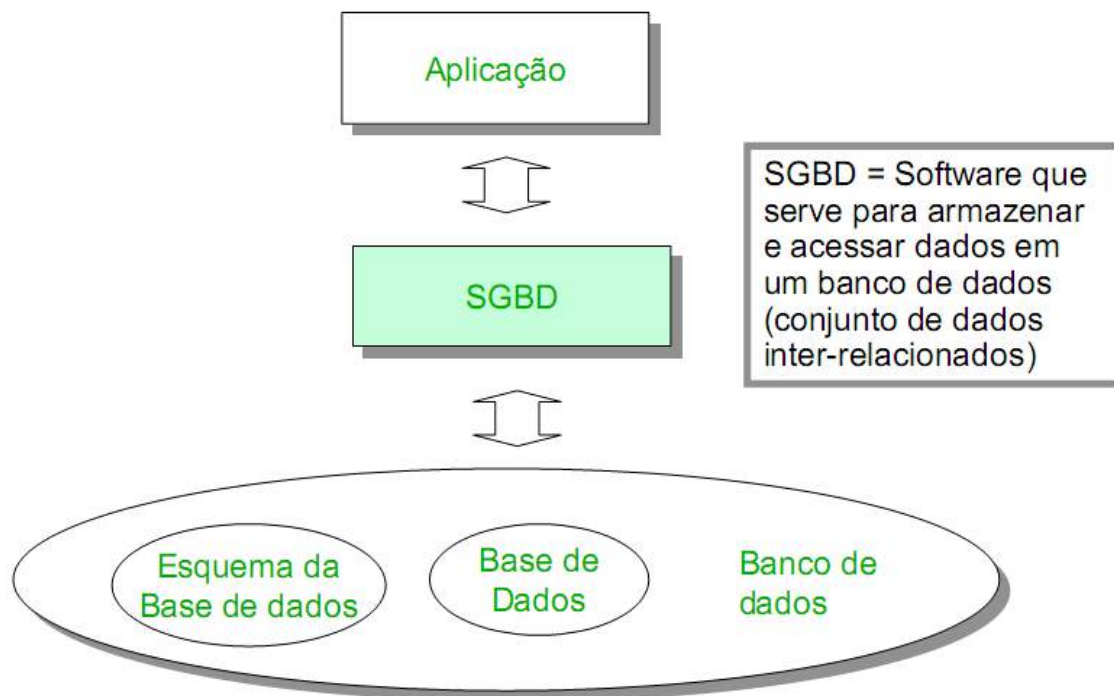 Aplicação
SGBD = Software que
serve para armazenar
e acessar dados em
um banco de dados
(conjunto de dados
inter-relacionados)
SGBD
Esquema da
Base de dados
Base de
Dados
Banco de
dados